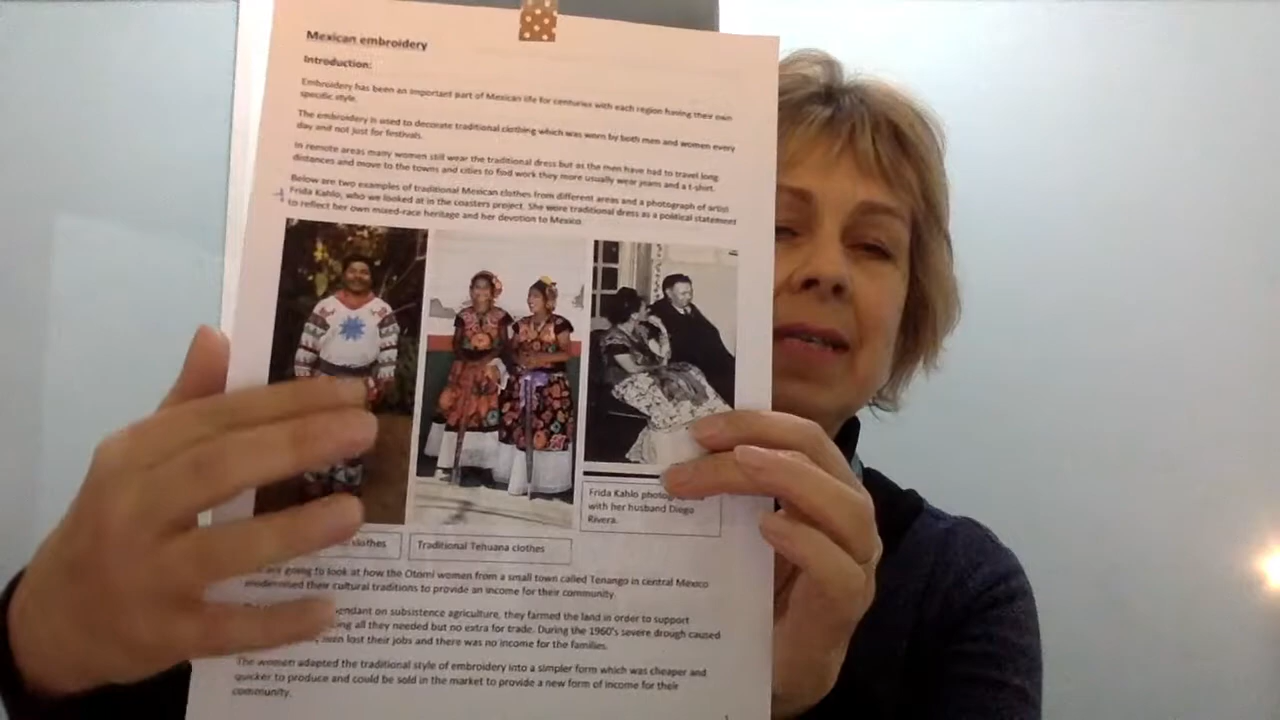 Mexican embroidery
Introduction:
Embroidery has been an important part of Mexican life for centuries with each region having their own
specific style.
The embroidery is used to decorate traditional clothing which was worn by both men and women every
day and not just for festivals.
In remote areas many women still wear the traditional dress but as the men have had to travel long
distances and move to the towns and cities to find work they more usually wear jeans and a t-shirt.
Below are two examples of traditional Mexican clothes from different areas and a photograph of artist
Frida Kahlo, who we looked at in the coasters project. She wore traditional dress as a political statement
to reflect her own mixed-race heritage and her devotion to Mexico.
Frida Kahlo
with her husband Diego
Rivera.
clothes
Traditional Tehuana clothes
are going to look at how the Otomi women from a small town called Tenango in central Mexico
modernised their cultural traditions to provide an income for their community.
on subsistence agriculture, they farmed the land in order to support
all they needed but no extra for trade. During the 1960's severe drough caused
lost their jobs and there was no income for the families.
The women adapted the traditional style of embroidery into a simpler form which was cheaper and
quicker to produce and could be sold in the market to provide a new form of income for their
community.